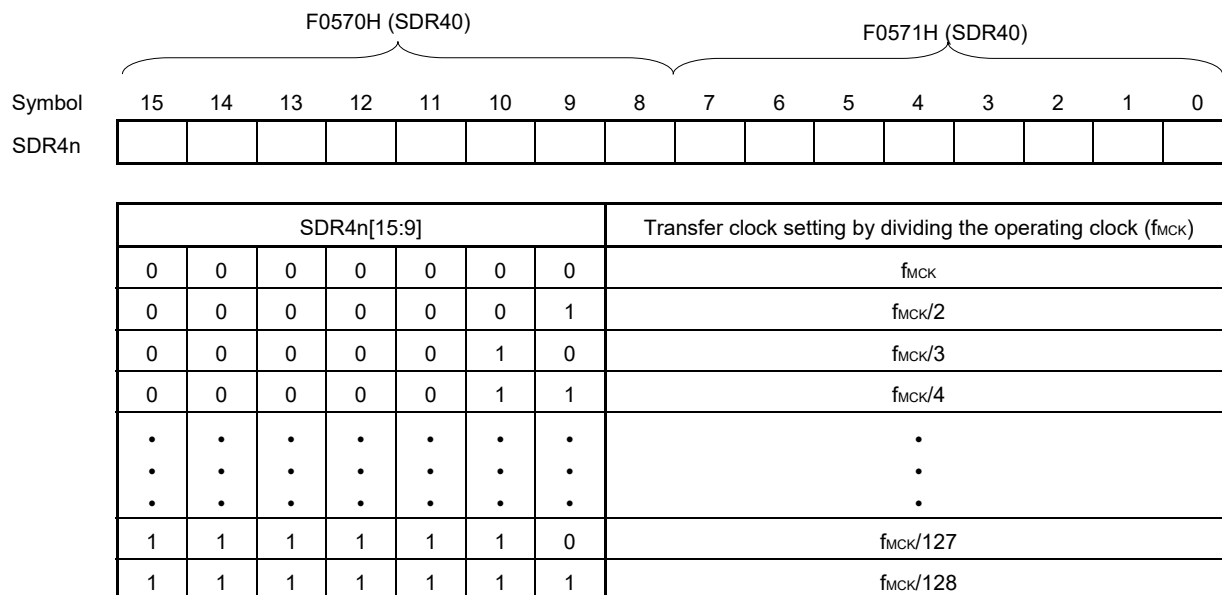 F0570H (SDR40) F0571H (SDR40)
Symbol 15 14 13 12 11 10 9 8 7 6 5 4 3 2 1 0
SDR4n
SDR4n[15:9] Transfer clock setting by dividing the operating clock (fMCK)
0 0 0 0 0 0 0 fMCK
0 0 0 0 0 0 1 fMCK/2
0 0 0 0 0 1 0 fMCK/3
0 0 0 0 0 1 1 fMCK/4
• • • • • • • •
• • • • • • • •
• • • • • • • •
1 1 1 1 1 1 0 fMCK/127
1 1 1 1 1 1 1 fMCK/128